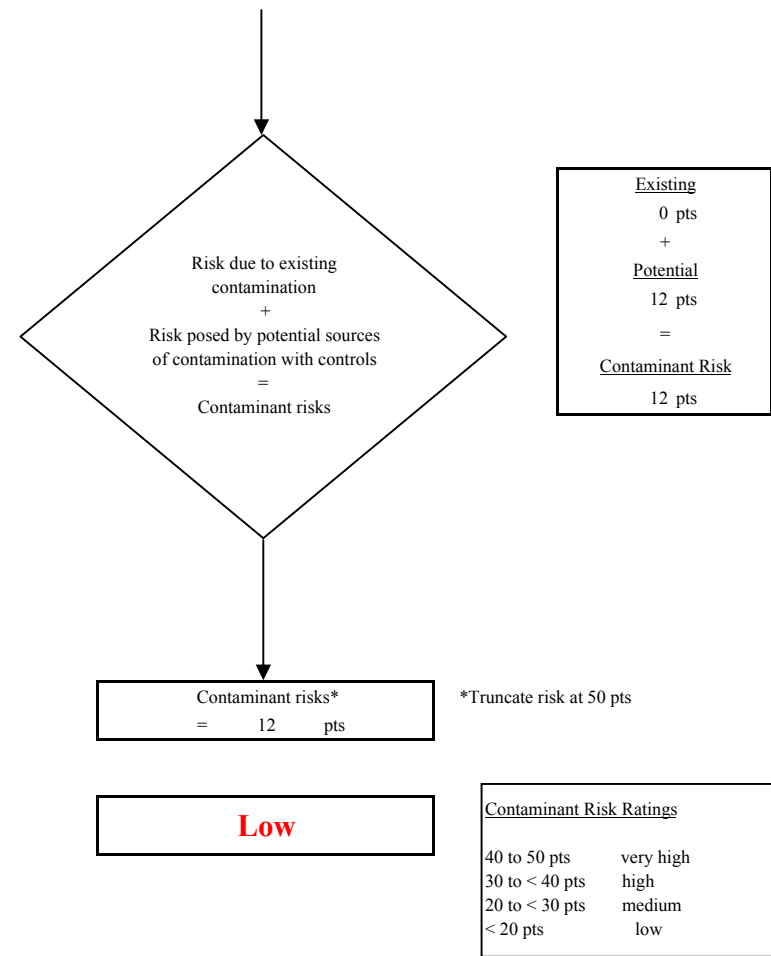 Risk due to existing
contamination
+
Risk posed by potential sources
of contamination with controls
=
Contaminant risks
Existing
0 pts
+
Potential
12 pts
=
Contaminant Risk
12 pts
Contaminant risks*
= 12 pts
*Truncate risk at 50 pts
Low
Contaminant Risk Ratings
40 to 50 pts very high
30 to < 40 pts high
20 to < 30 pts medium
< 20 pts low